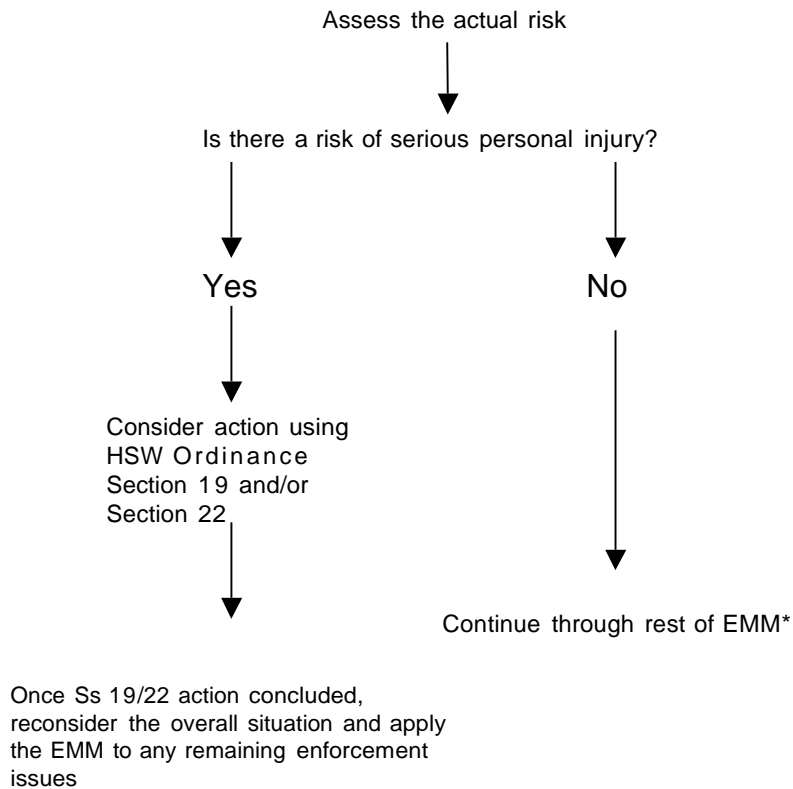 Assess the actual risk
Is there a risk of serious personal injury?
Yes
No
Consider action using
HSW Ordinance
Section 19 and/or
Section 22
Continue through rest of EMM*
Once Ss 19/22 action concluded,
reconsider the overall situation and apply
the EMM to any remaining enforcement
issues